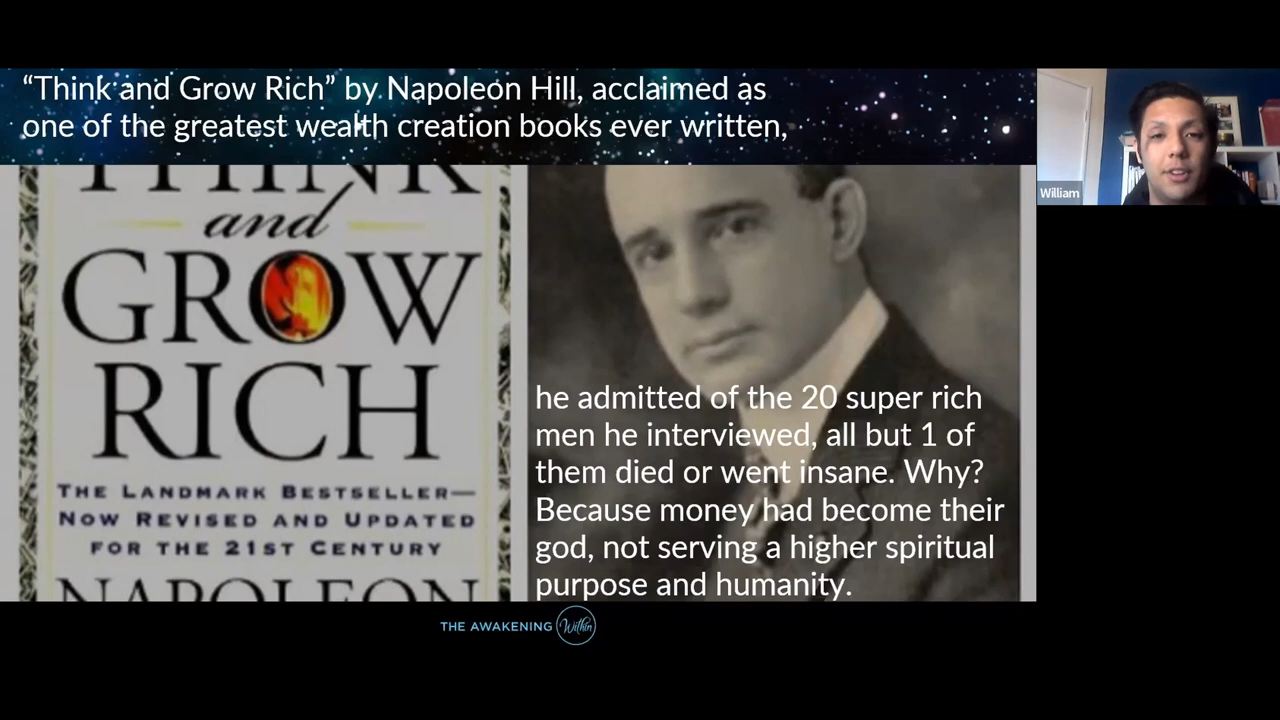 “Think and Grow Rich” by Napoleon Hill, acclaimed as
one of the greatest wealth creation books ever written,
THINK
and
GROW
RICH
THE LANDMARK BESTSELLER—
NOW REVISED AND UPDATED
FOR THE 21ST CENTURY
NAPOLEON
he admitted of the 20 super rich
men he interviewed, all but 1 of
them died or went insane. Why?
Because money had become their
god, not serving a higher spiritual
purpose and humanity.
William
THE AWAKENING Within